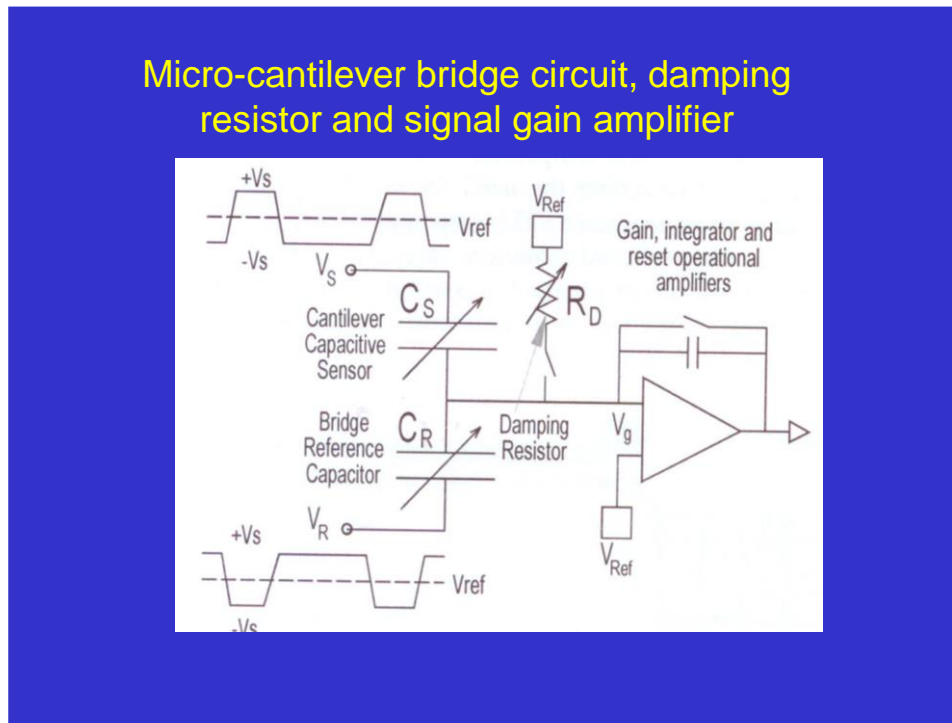 Micro-cantilever bridge circuit, damping
resistor and signal gain amplifier
+Vs
Vref
-Vs
VS
CS
Cantilever
Capacitive
Sensor
VRef
RD
Gain, integrator and
reset operational
amplifiers
Bridge
Reference
Capacitor
CR
Damping
Resistor
Vg
VR
VRef
+Vs
Vref
-Vs